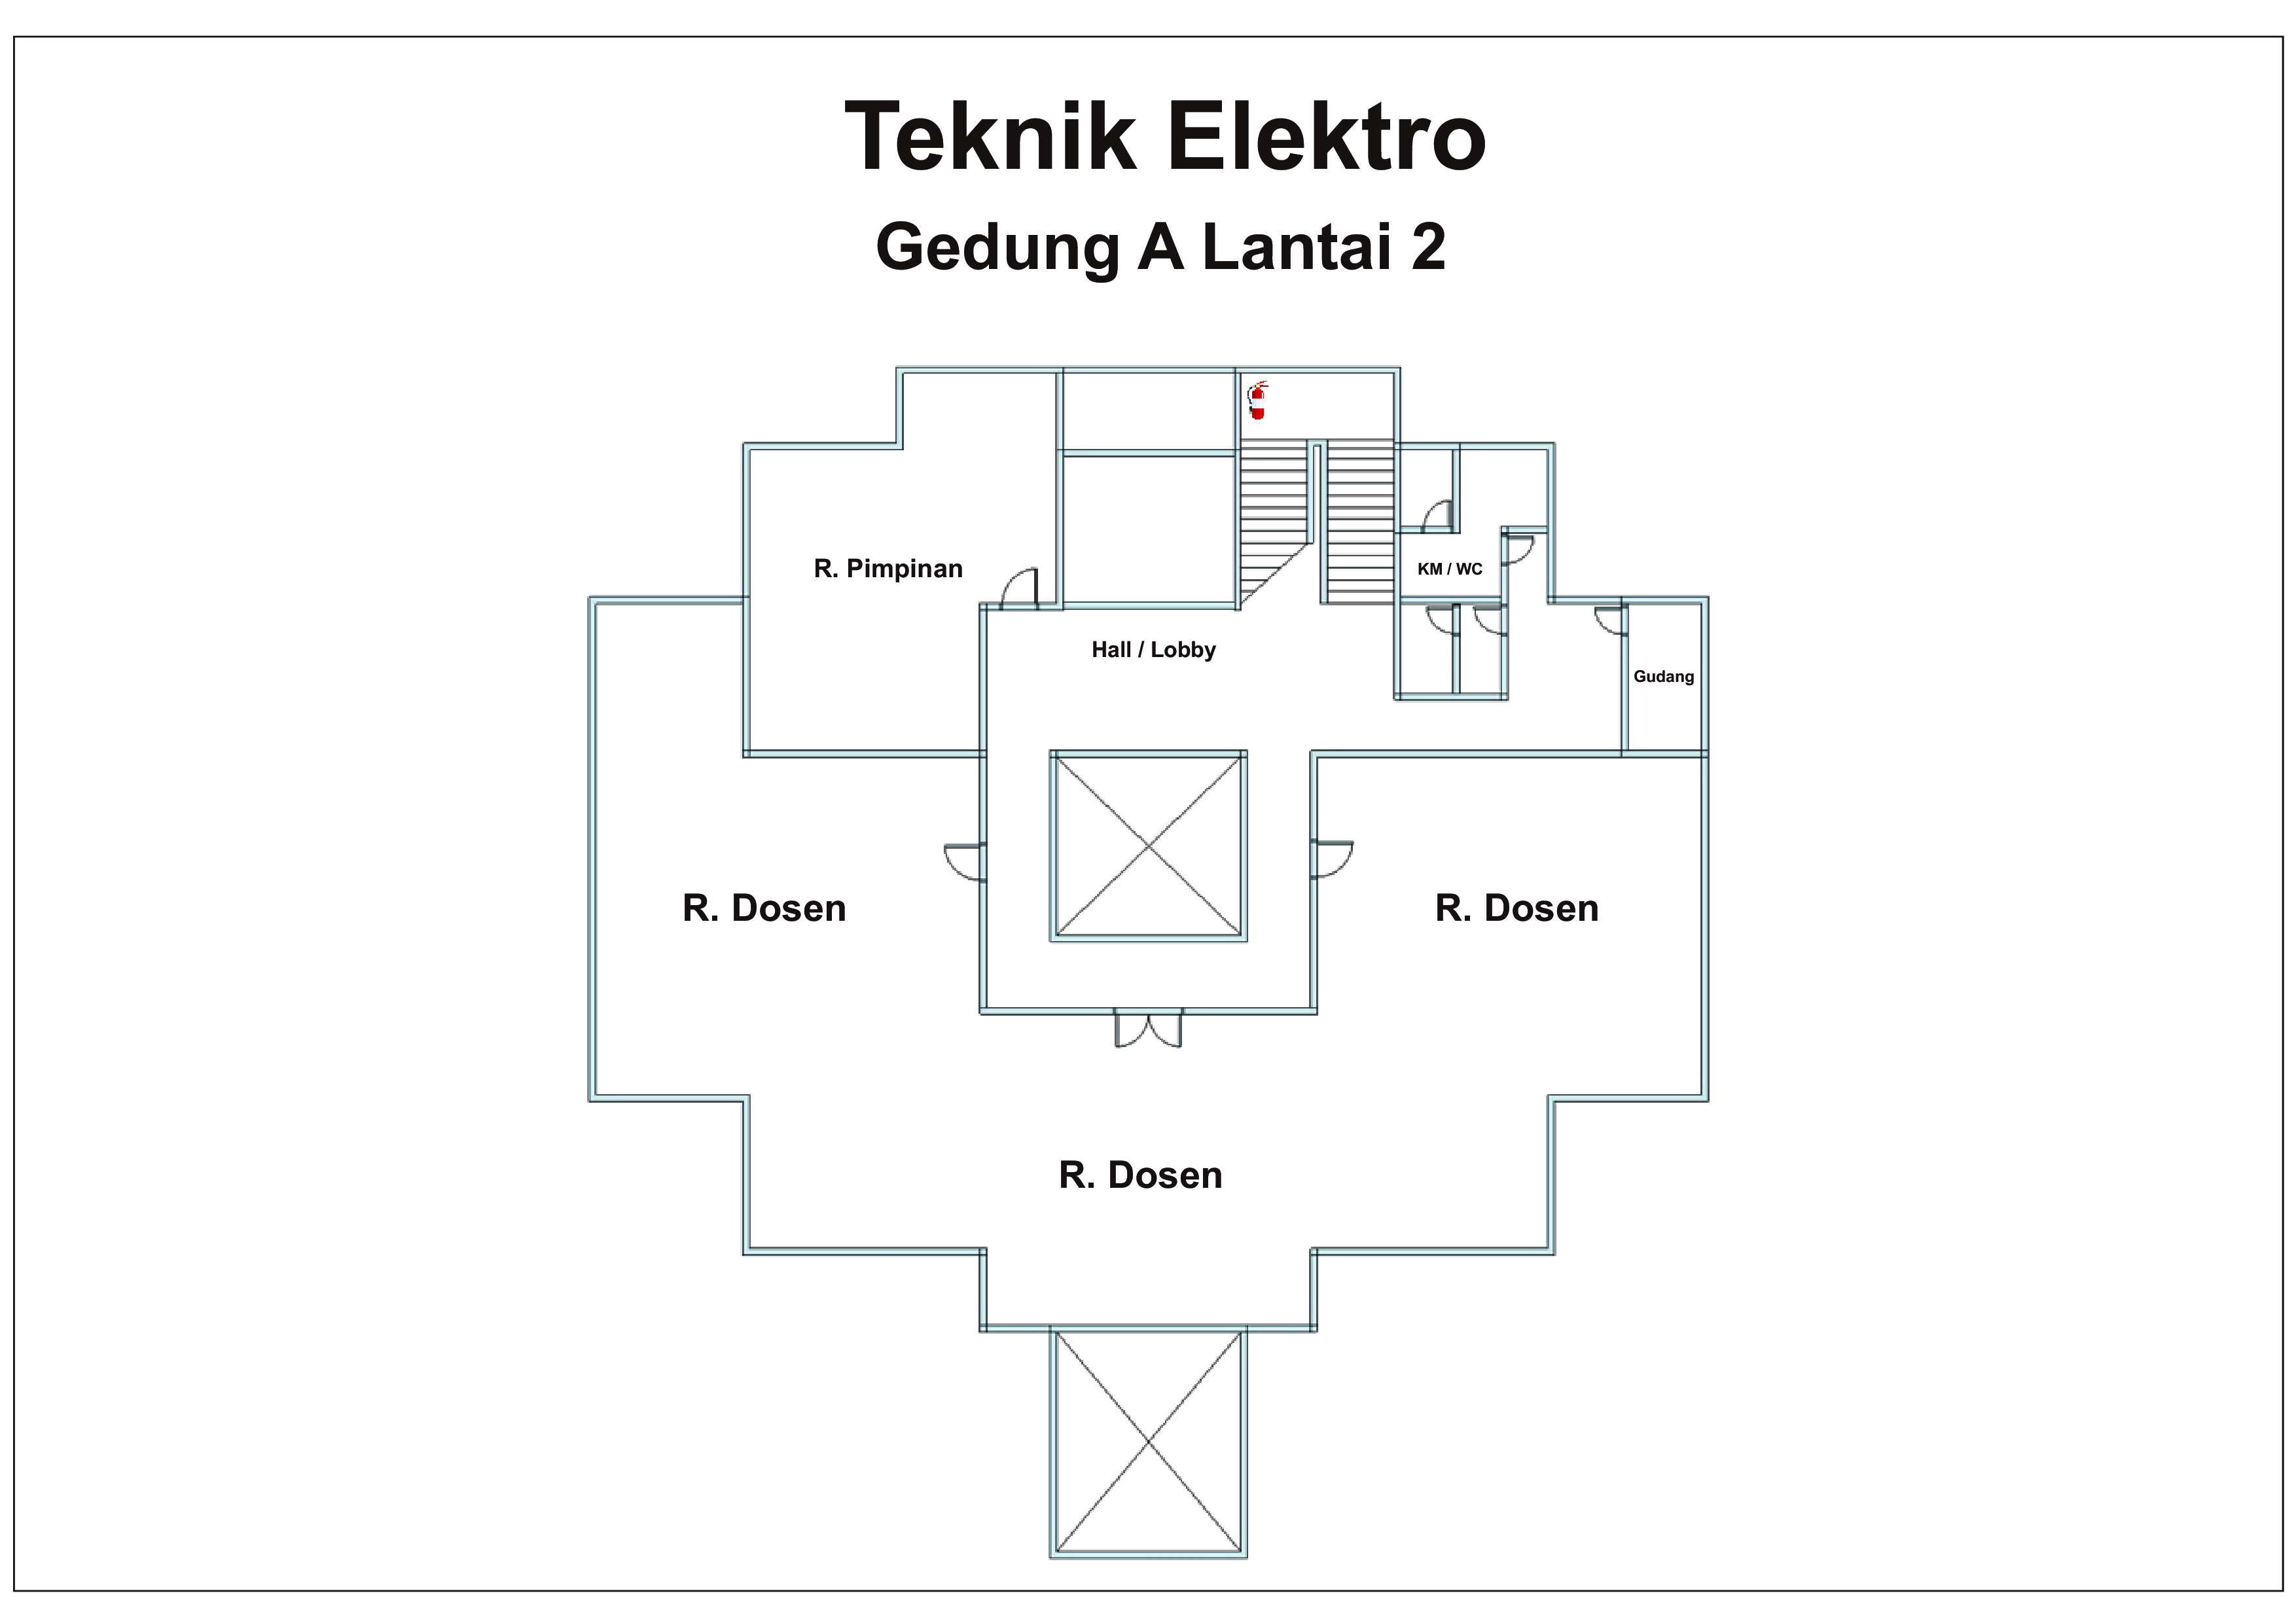 Teknik Elektro
Gedung A Lantai 2
R. Pimpinan
KM / WC
Hall / Lobby
Gudang
R. Dosen
R. Dosen
R. Dosen